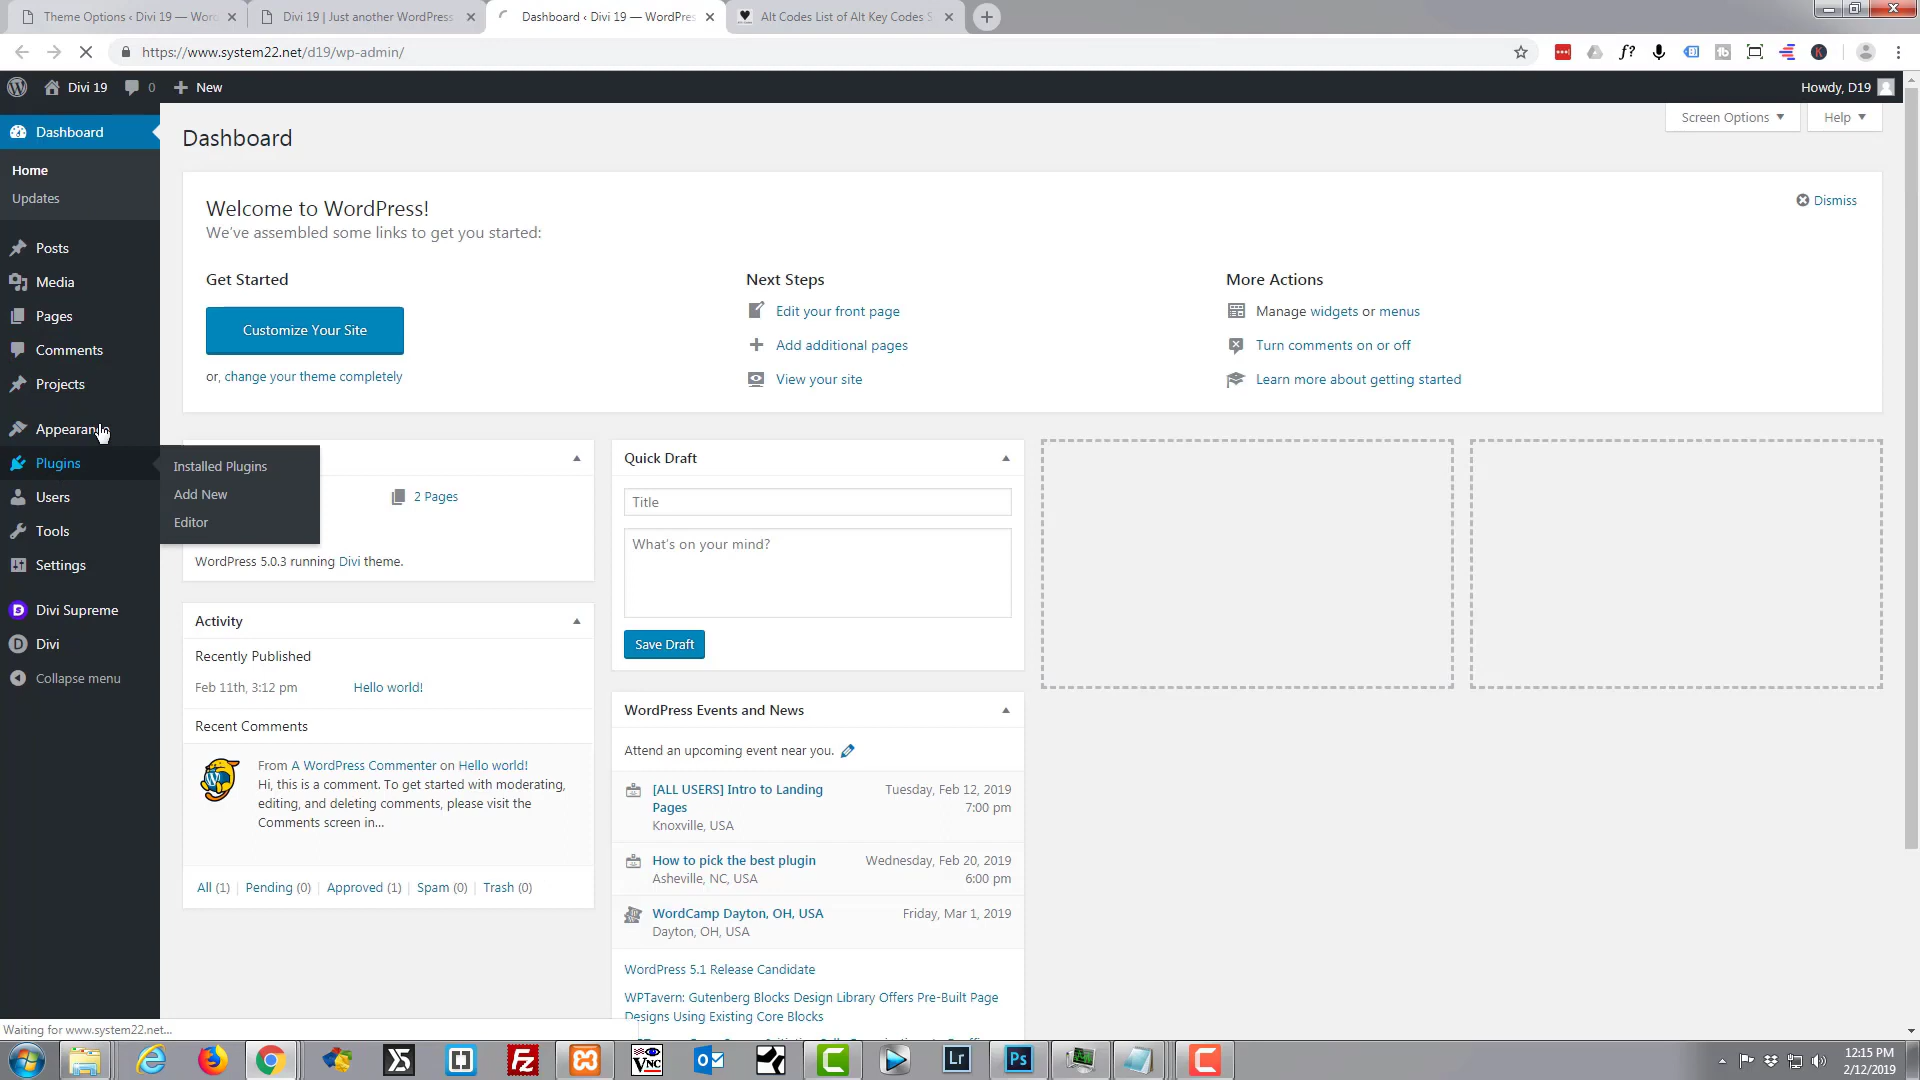 Theme Options ‹ Divi 19 — Wor
Divi 19 | Just another WordPress
Dashboard ‹ Divi 19 — WordPres
Alt Codes List of Alt Key Codes S
https://www.system22.net/d19/wp-admin/
Divi 19
0
New
Howdy, D19
Dashboard
Home
Updates
Posts
Media
Pages
Comments
Projects
Appearanc
Plugins
Users
Tools
Settings
Divi Supreme
Divi
Collapse menu
Installed Plugins
Add New
Editor
Dashboard
Screen Options
Help
Welcome to WordPress!
We've assembled some links to get you started:
Dismiss
Get Started
Customize Your Site
or, change your theme completely
Next Steps
Edit your front page
Add additional pages
View your site
More Actions
Manage widgets or menus
Turn comments on or off
Learn more about getting started
2 Pages
WordPress 5.0.3 running Divi theme.
Activity
Recently Published
Feb 11th, 3:12 pm
Hello world!
Recent Comments
From A WordPress Commenter on Hello world!
Hi, this is a comment. To get started with moderating,
editing, and deleting comments, please visit the
Comments screen in…
All (1) | Pending (0) | Approved (1) | Spam (0) | Trash (0)
Quick Draft
Title
What's on your mind?
Save Draft
WordPress Events and News
Attend an upcoming event near you.
[ALL USERS] Intro to Landing
Pages
Knoxville, USA
Tuesday, Feb 12, 2019
7:00 pm
How to pick the best plugin
Asheville, NC, USA
Wednesday, Feb 20, 2019
6:00 pm
WordCamp Dayton, OH, USA
Dayton, OH, USA
Friday, Mar 1, 2019
WordPress 5.1 Release Candidate
WPTavern: Gutenberg Blocks Design Library Offers Pre-Built Page
Designs Using Existing Core Blocks
Waiting for www.system22.net...
Lr
Ps
12:15 PM
2/12/2019